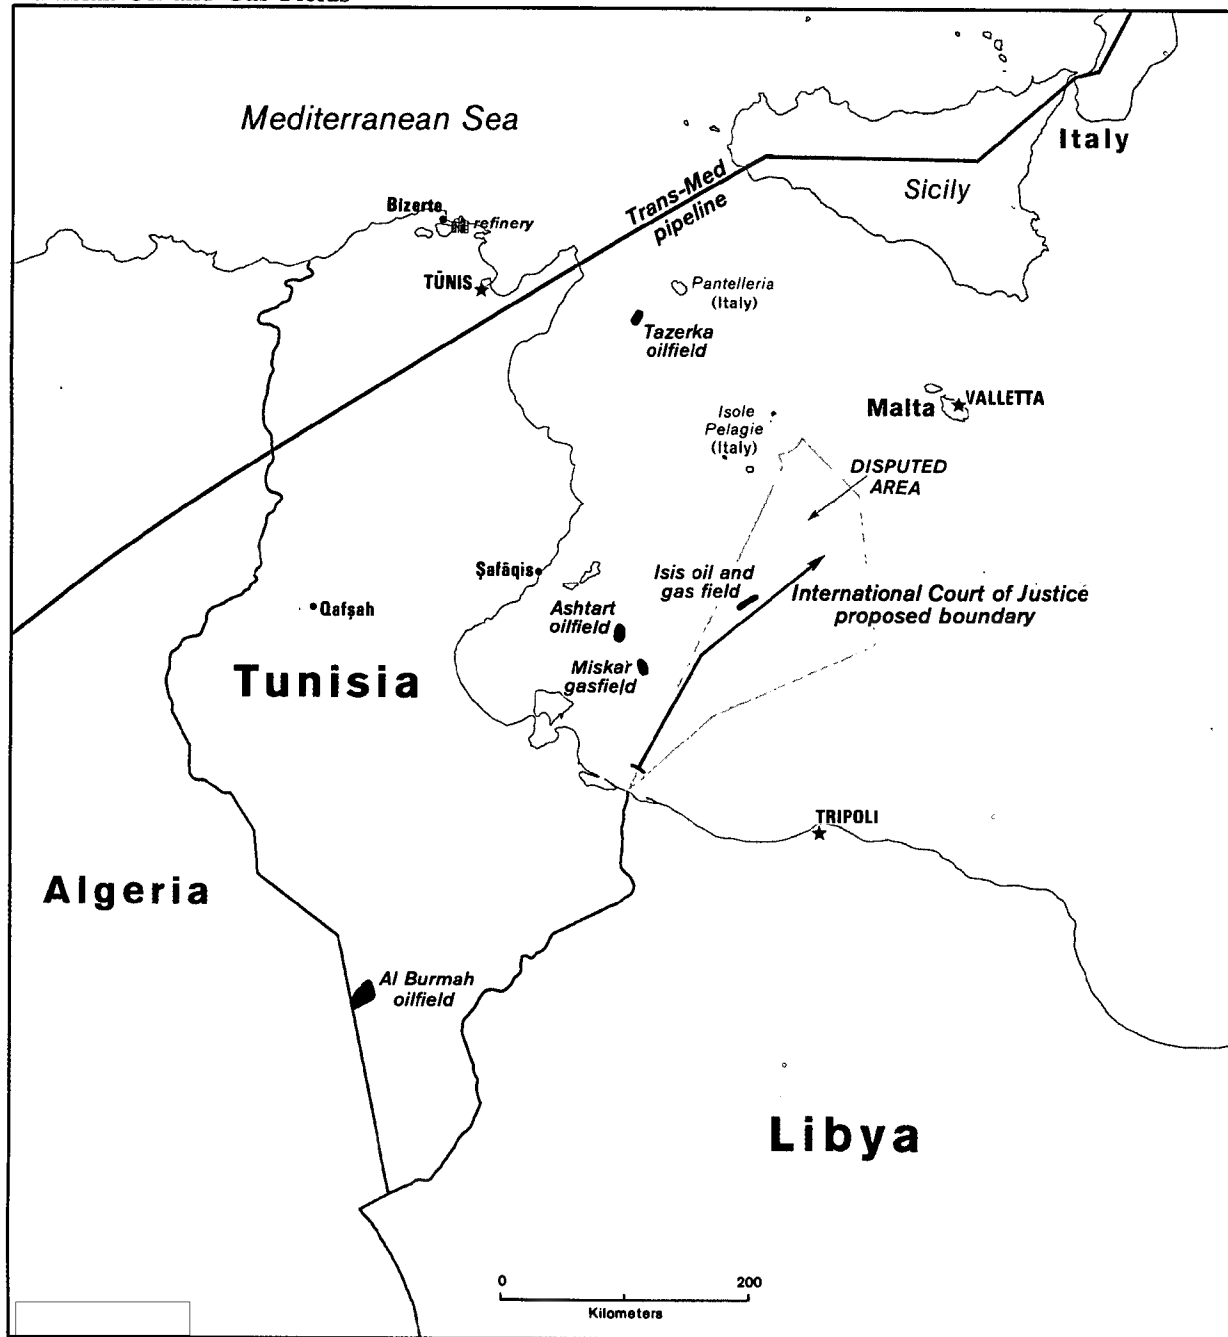 Mediterranean Sea
Italy
Sicily
Trans-Med
pipeline
Bizerte
refinery
TŪNIS
Pantelleria
(Italy)
Tazerka
oilfield
Malta
VALLETTA
Isole
Pelagie
(Italy)
DISPUTED
AREA
Şafāqis
Isis oil and
gas field
International Court of Justice
proposed boundary
Qafşah
Ashtart
oilfield
Miskar
gasfield
Tunisia
TRIPOLI
Algeria
Al Burmah
oilfield
Libya
0
200
Kilometers